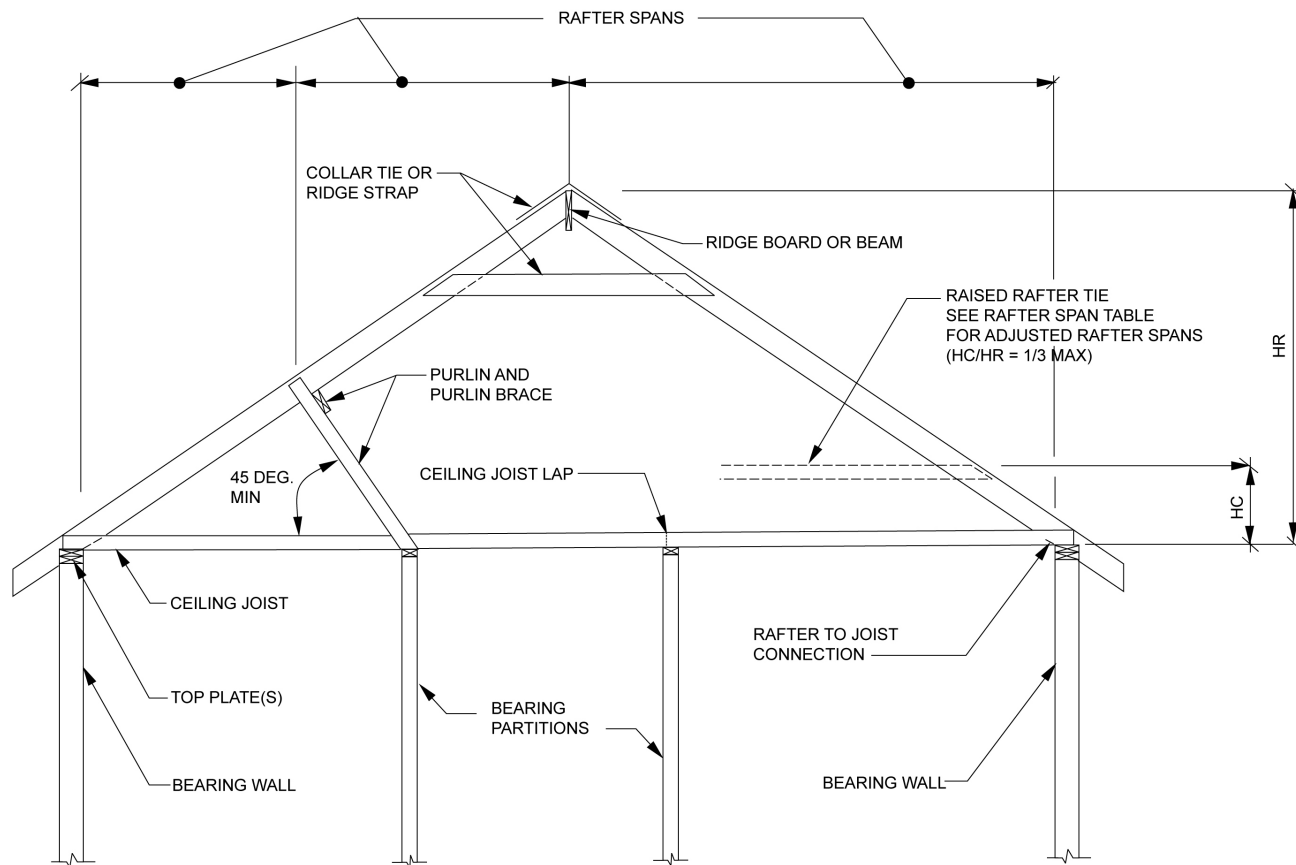 RAFTER SPANS
COLLAR TIE OR
RIDGE STRAP
RIDGE BOARD OR BEAM
RAISED RAFTER TIE
SEE RAFTER SPAN TABLE
FOR ADJUSTED RAFTER SPANS
(HC/HR = 1/3 MAX)
HR
PURLIN AND
PURLIN BRACE
45 DEG.
MIN
CEILING JOIST LAP
HC
CEILING JOIST
RAFTER TO JOIST
CONNECTION
TOP PLATE(S)
BEARING
PARTITIONS
BEARING WALL
BEARING WALL